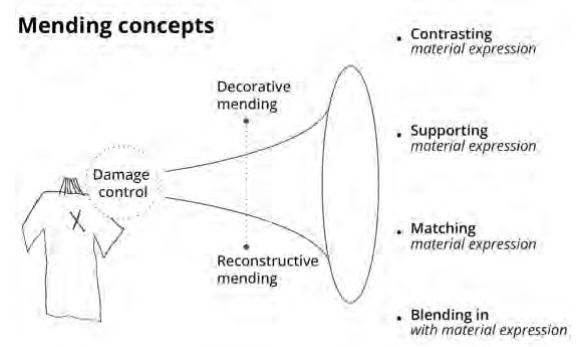 Mending concepts
Decorative
mending
Damage
control
Reconstructive
mending
• Contrasting
material expression
• Supporting
material expression
• Matching
material expression
• Blending in
with material expression